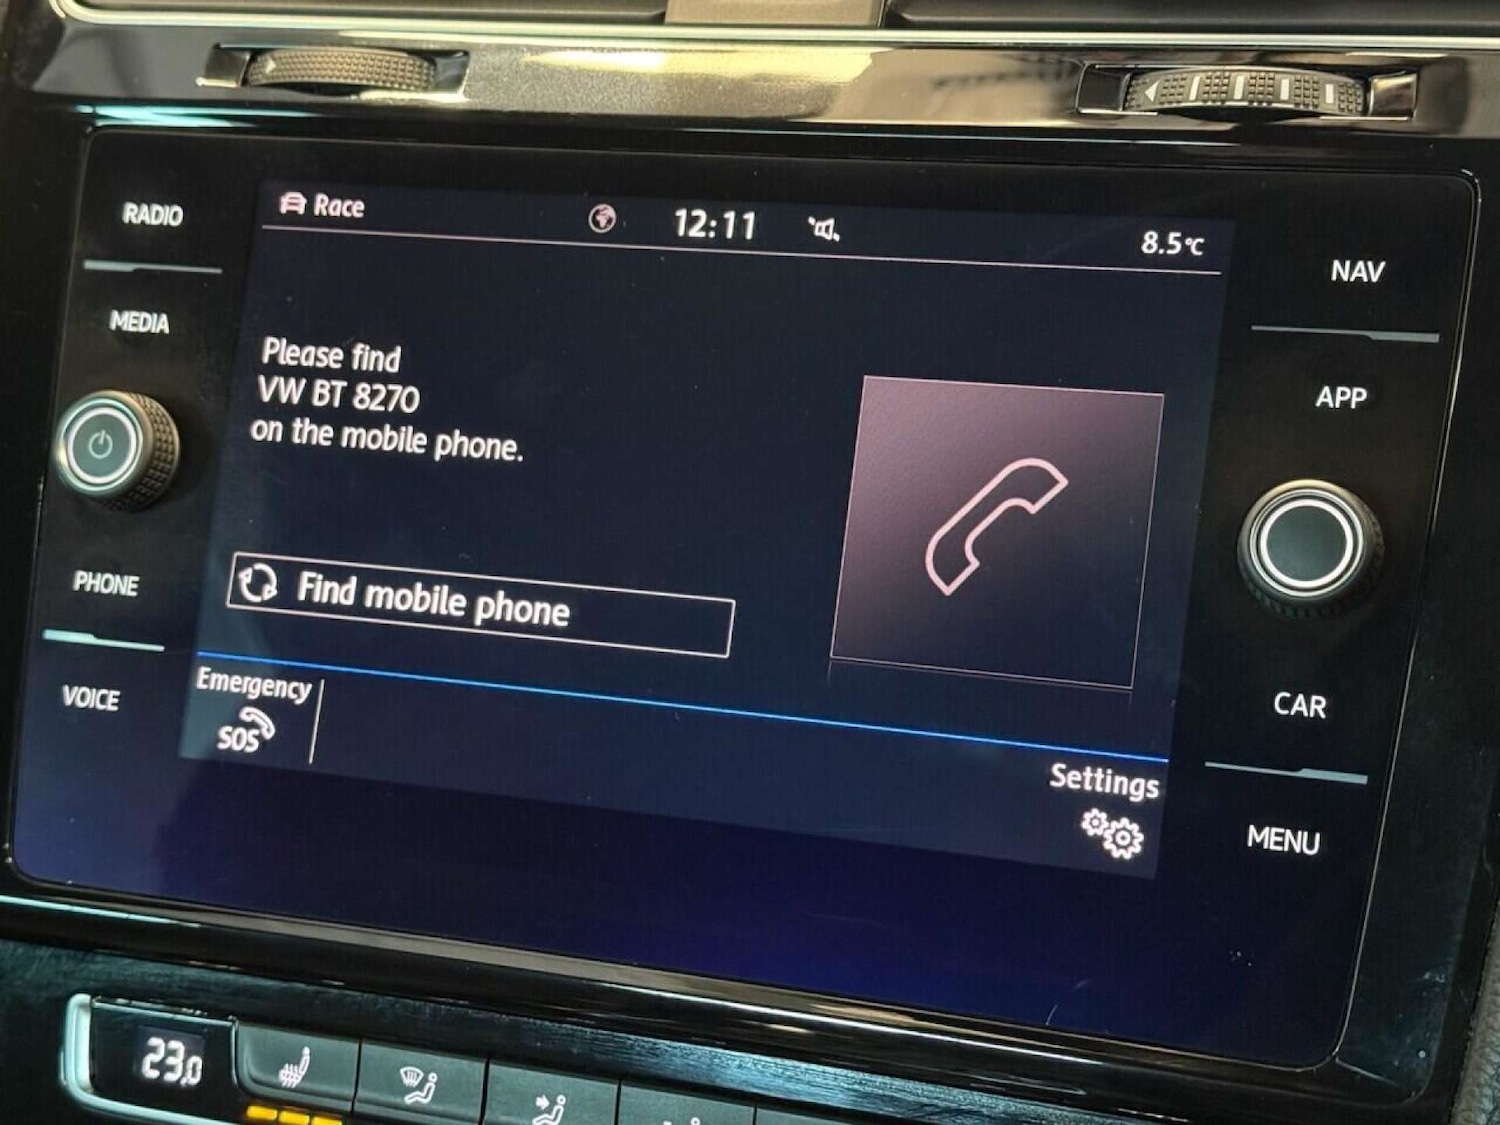 RADIO
Race
12:11
8.5°C
NAV
MEDIA
Please find
VW BT 8270
on the mobile phone.
APP
PHONE
Find mobile phone
VOICE
Emergency
SOS
CAR
Settings
MENU
23.0